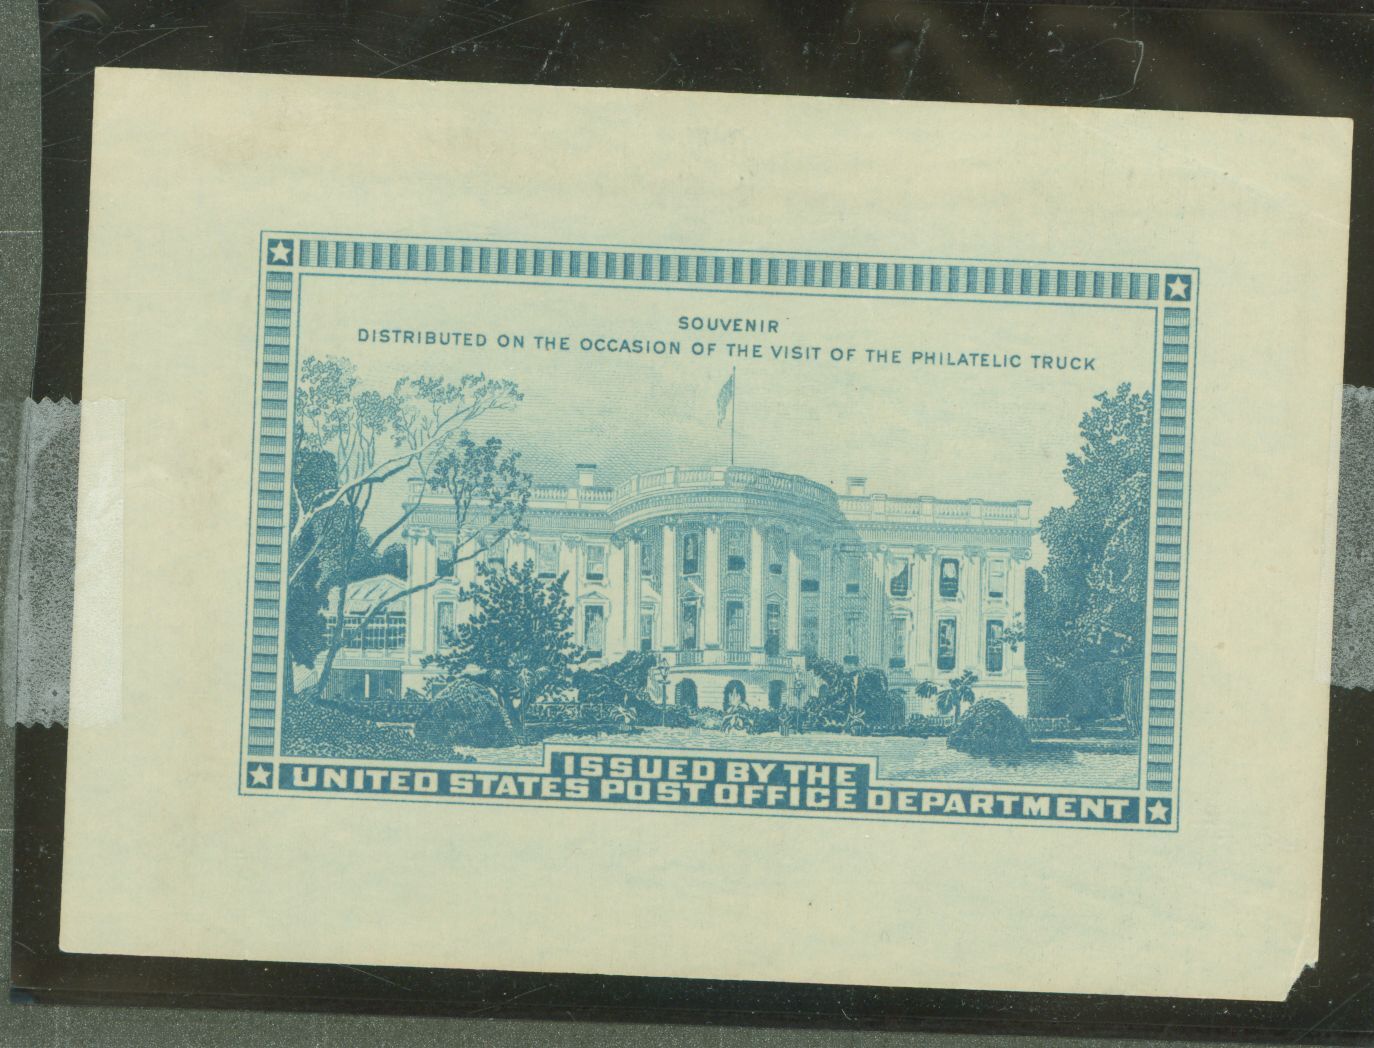 SOUVENIR
DISTRIBUTED ON THE OCCASION OF THE VISIT OF THE PHILATELIC TRUCK
ISSUED BY THE
UNITED STATES POST OFFICE DEPARTMENT